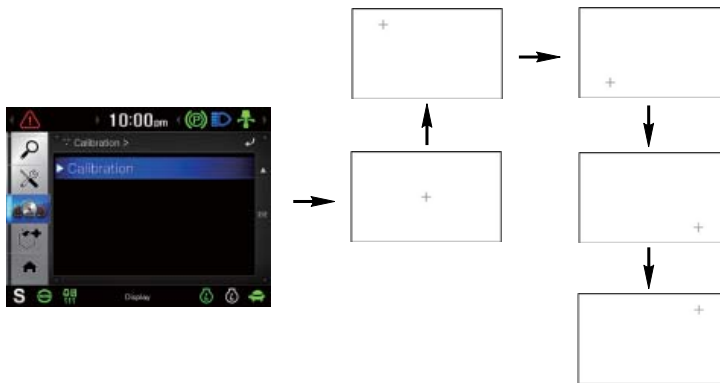 10:00pm
(P)
Calibration >
Calibration
S
Display